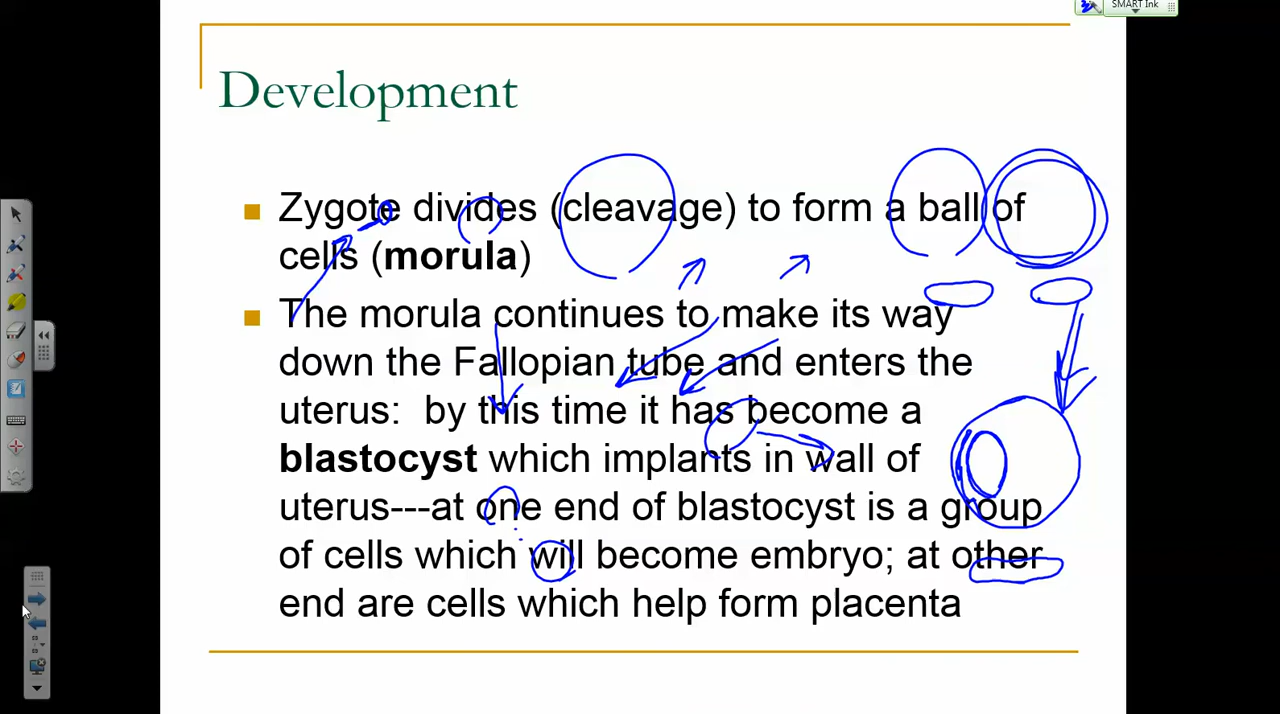 SMART Ink
Development
Zygote divides (cleavage) to form a ball of
cells (morula)
The morula continues to make its way
down the Fallopian tube and enters the
uterus: by this time it has become a
blastocyst which implants in wall of
uterus---at one end of blastocyst is a group
of cells which will become embryo; at other
end are cells which help form placenta